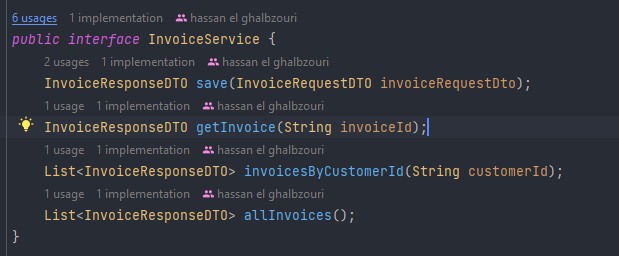 6 usages 1 implementation hassan el ghalbzouri
public interface InvoiceService {
2 usages 1 implementation hassan el ghalbzouri
InvoiceResponseDTO save(InvoiceRequestDTO invoiceRequestDto);
1 usage 1 implementation hassan el ghalbzouri
InvoiceResponseDTO getInvoice(String invoiceId);
1 usage 1 implementation hassan el ghalbzouri
List<InvoiceResponseDTO> invoicesByCustomerId(String customerId);
1 usage 1 implementation hassan el ghalbzouri
List<InvoiceResponseDTO> allInvoices();
}